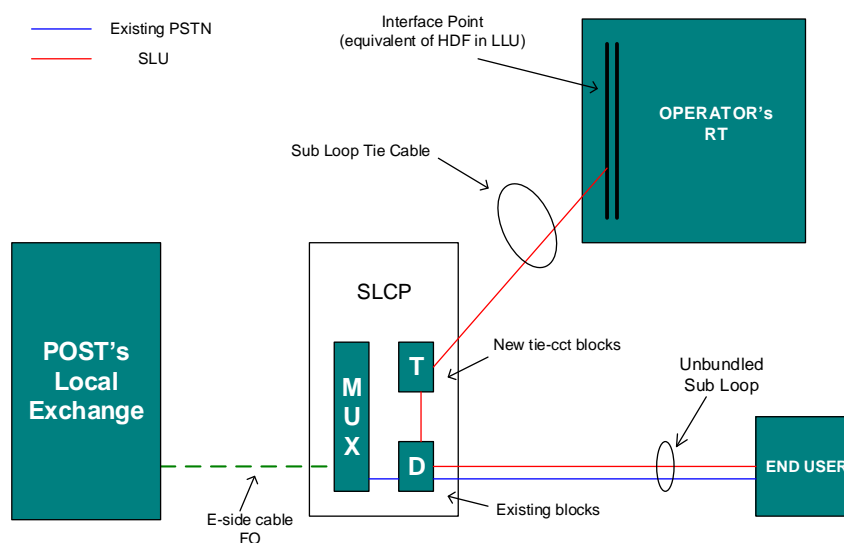 Existing PSTN
SLU
Interface Point
(equivalent of HDF in LLU)
OPERATOR's
RT
Sub Loop Tie Cable
SLCP
POST's
Local
Exchange
M
U
X
T
D
New tie-cct blocks
Unbundled
Sub Loop
END USER
Existing blocks
E-side cable
FO